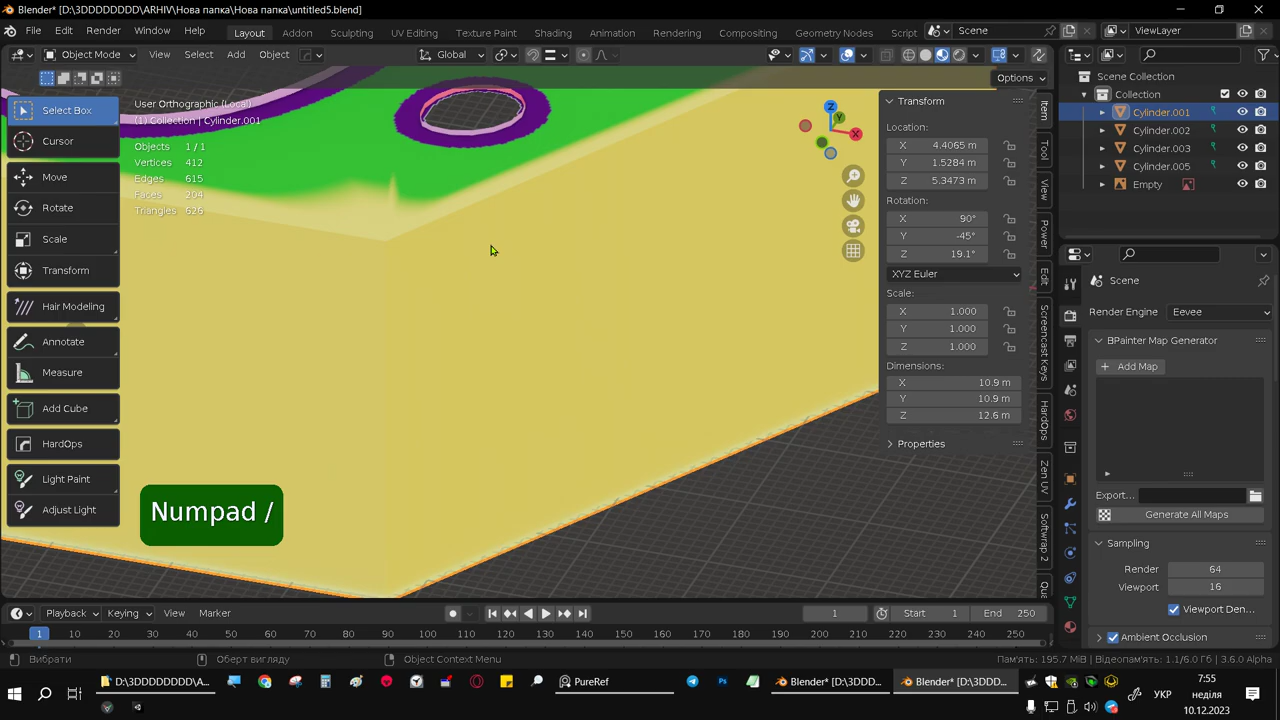 Blender* [D:\3DDDDDDDD\ARHIV\Нова папка\Нова папка\untitled5.blend]
File Edit Render Window Help Layout Addon Sculpting UV Editing Texture Paint Shading Animation Rendering Compositing Geometry Nodes Script Scene ViewLayer
Object Mode View Select Add Object Global
Options
User Orthographic (Local)
(1) Collection | Cylinder.001
Objects 1/1
Vertices 412
Edges 615
Faces 204
Triangles 626
Select Box
Cursor
Move
Rotate
Scale
Transform
Hair Modeling
Annotate
Measure
Add Cube
HardOps
Light Paint
Adjust Light
Numpad /
Z
Y
X
Transform
Location:
X 4.4065 m
Y 1.5284 m
Z 5.3473 m
Rotation:
X 90°
Y -45°
Z 19.1°
XYZ Euler
Scale:
X 1.000
Y 1.000
Z 1.000
Dimensions:
X 10.9 m
Y 10.9 m
Z 12.6 m
Properties
Item
Tool
View
Power
Edit
Screencast Keys
HardOps
Zen UV
Softwrap 2
Qua
Scene Collection
Collection
Cylinder.001
Cylinder.002
Cylinder.003
Cylinder.005
Empty
Scene
Render Engine Eevee
BPainter Map Generator
Add Map
Export...
Generate All Maps
Sampling
Render 64
Viewport 16
Viewport Den...
Ambient Occlusion
Playback Keying View Marker 1 Start 1 End 250
1 10 20 30 40 50 60 70 80 90 100 110 120 130 140 150 160 170 180 190 200 210 220 230 240 250
Вибрати Оберт вигляду Object Context Menu Пам'ять: 195.7 МіВ | Відеопам'ять: 1.1/6.0 Гб | 3.6.0 Alpha
D:\3DDDDDDDD\A... PureRef Blender* [D:\3DDD... Blender* [D:\3DDD...
УКР
7:55
неділя
10.12.2023